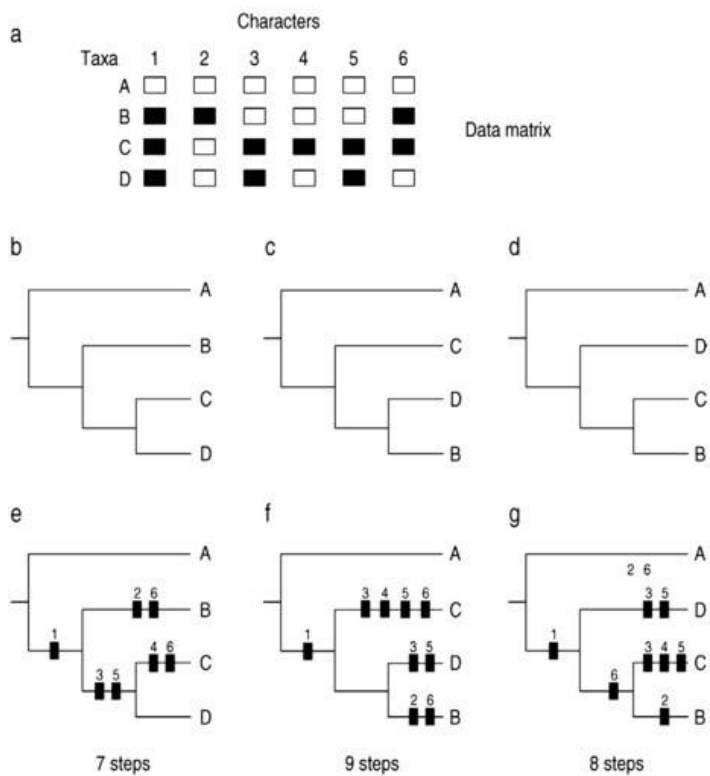 a
Characters
Taxa 1 2 3 4 5 6
A
B
C
D
Data matrix
b c d
A A A
B C D
C D C
D B B
e f g
A A A
2 6
2 6 3 4 5 6 3 5
B C D
1 1 1
4 6 3 5 3 4 5
C D C
3 5 2 6 6 2
D B B
7 steps 9 steps 8 steps